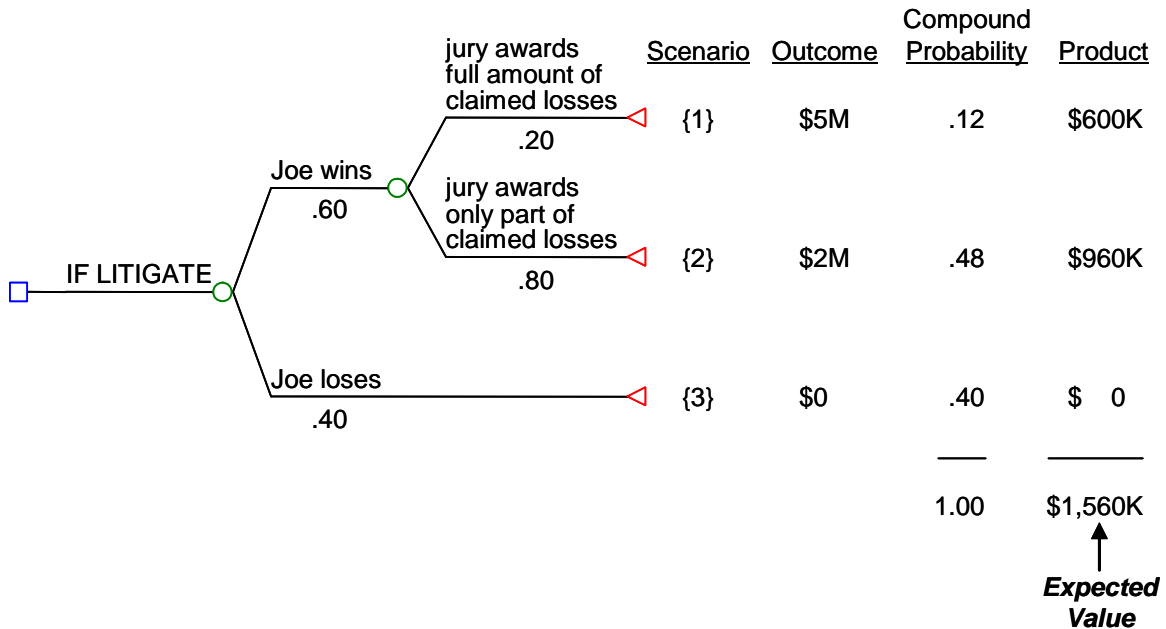 Compound
Scenario Outcome Probability Product
jury awards
full amount of
claimed losses
.20
{1} $5M .12 $600K
Joe wins
.60
jury awards
only part of
claimed losses
.80
{2} $2M .48 $960K
IF LITIGATE
Joe loses
.40
{3} $0 .40 $ 0
1.00 $1,560K
Expected
Value